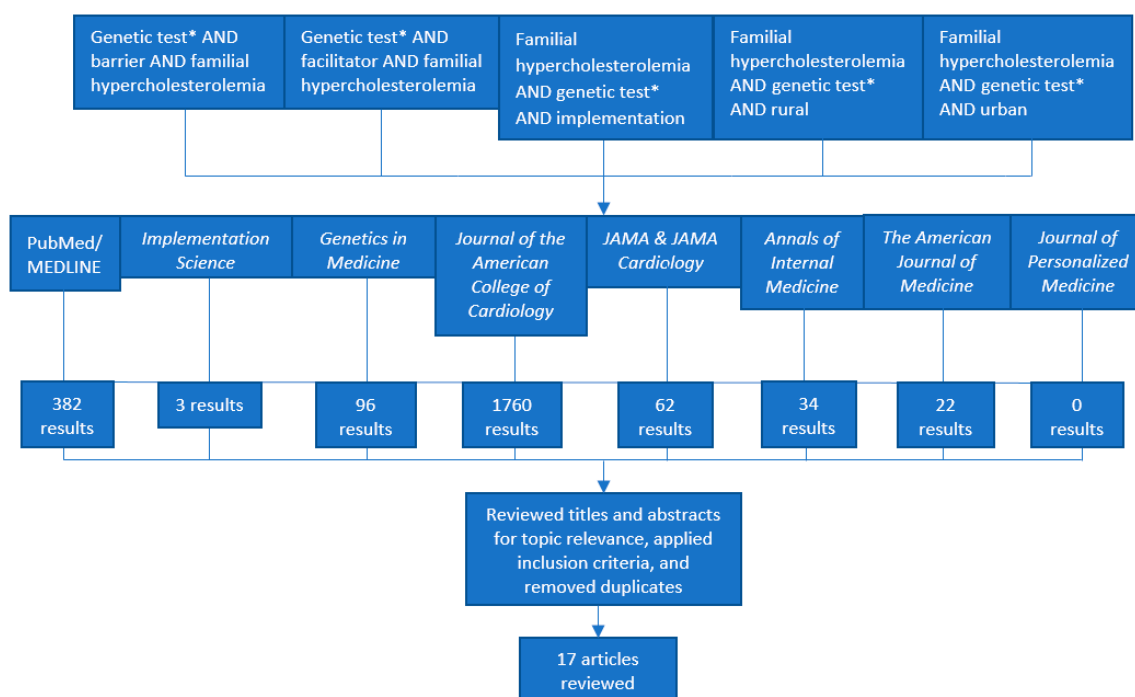 Genetic test* AND
barrier AND familial
hypercholesterolemia
Genetic test* AND
facilitator AND familial
hypercholesterolemia
Familial
hypercholesterolemia
AND genetic test*
AND implementation
Familial
hypercholesterolemia
AND genetic test*
AND rural
Familial
hypercholesterolemia
AND genetic test*
AND urban
PubMed/
MEDLINE
Implementation
Science
Genetics in
Medicine
Journal of the
American
College of
Cardiology
JAMA & JAMA
Cardiology
Annals of
Internal
Medicine
The American
Journal of
Medicine
Journal of
Personalized
Medicine
382
results
3 results
96
results
1760
results
62
results
34
results
22
results
0
results
Reviewed titles and abstracts
for topic relevance, applied
inclusion criteria, and
removed duplicates
17 articles
reviewed